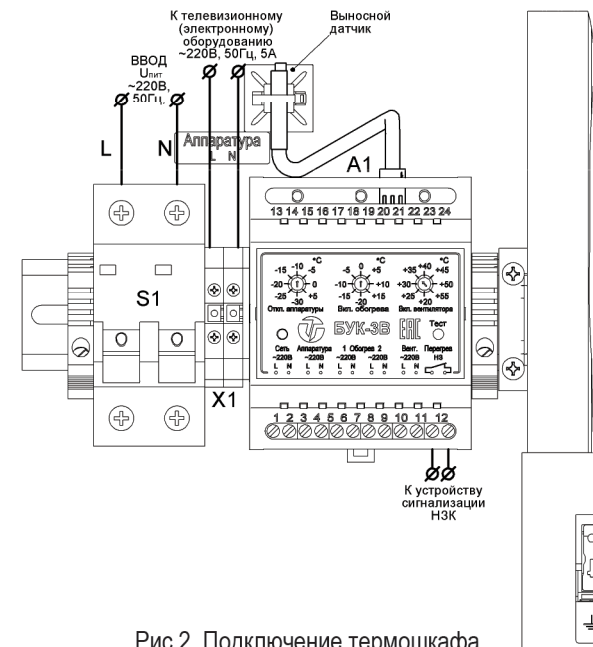 К телевизионному
(электронному)
оборудованию
~220В, 50Гц, 5А
Выносной
датчик
ВВОД
Uпит
~220В,
50Гц.
L N
Аппаратура
L N
A1
13 14 15 16 17 18 19 20 21 22 23 24
°C °C °C
-15 -10 -5 -5 0 +5 +35 +40 +45
-20 0 -10 +10 +30 +50
-25 -30 +5 -15 -20 +15 +25 +20 +55
Откл. аппаратуры Вкл. обогрева Вкл. вентилятора
S1
БУК-3В EAC Тест
Сеть Аппаратура 1 Обогрев 2 Вент. Перегрев
~220В ~220В ~220В ~220В ~220В НЗ
L N L N L N L N L N
X1
1 2 3 4 5 6 7 8 9 10 11 12
К устройству
сигнализации
НЗК
Рис.2. Подключение термошкафа